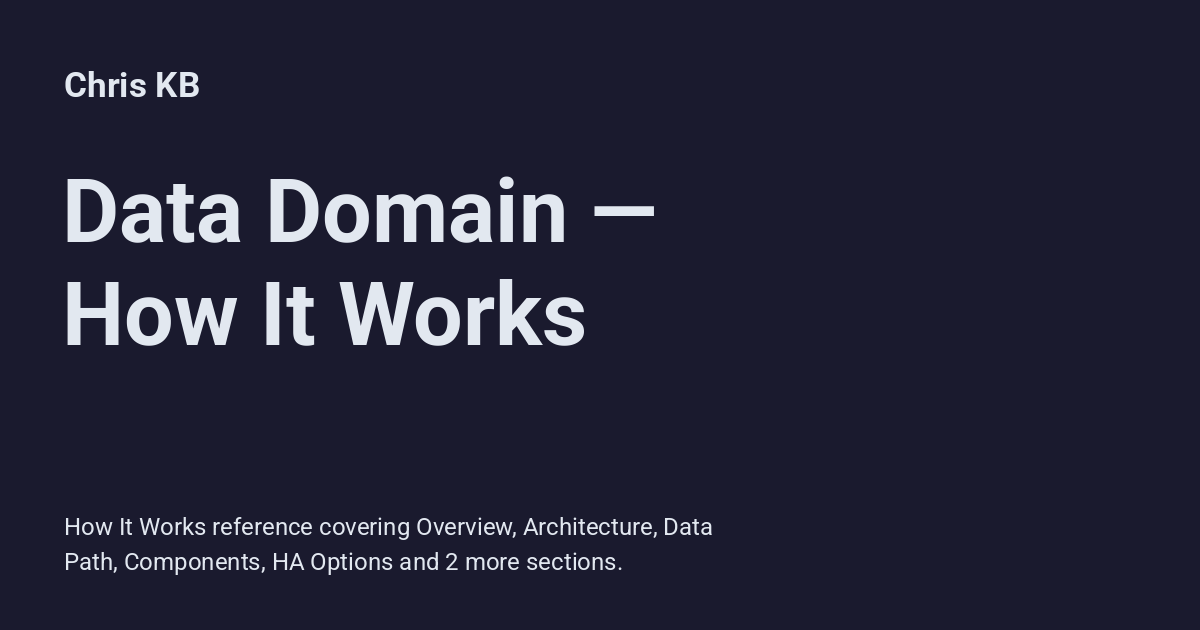 Chris KB
Data Domain —
How It Works
How It Works reference covering Overview, Architecture, Data
Path, Components, HA Options and 2 more sections.